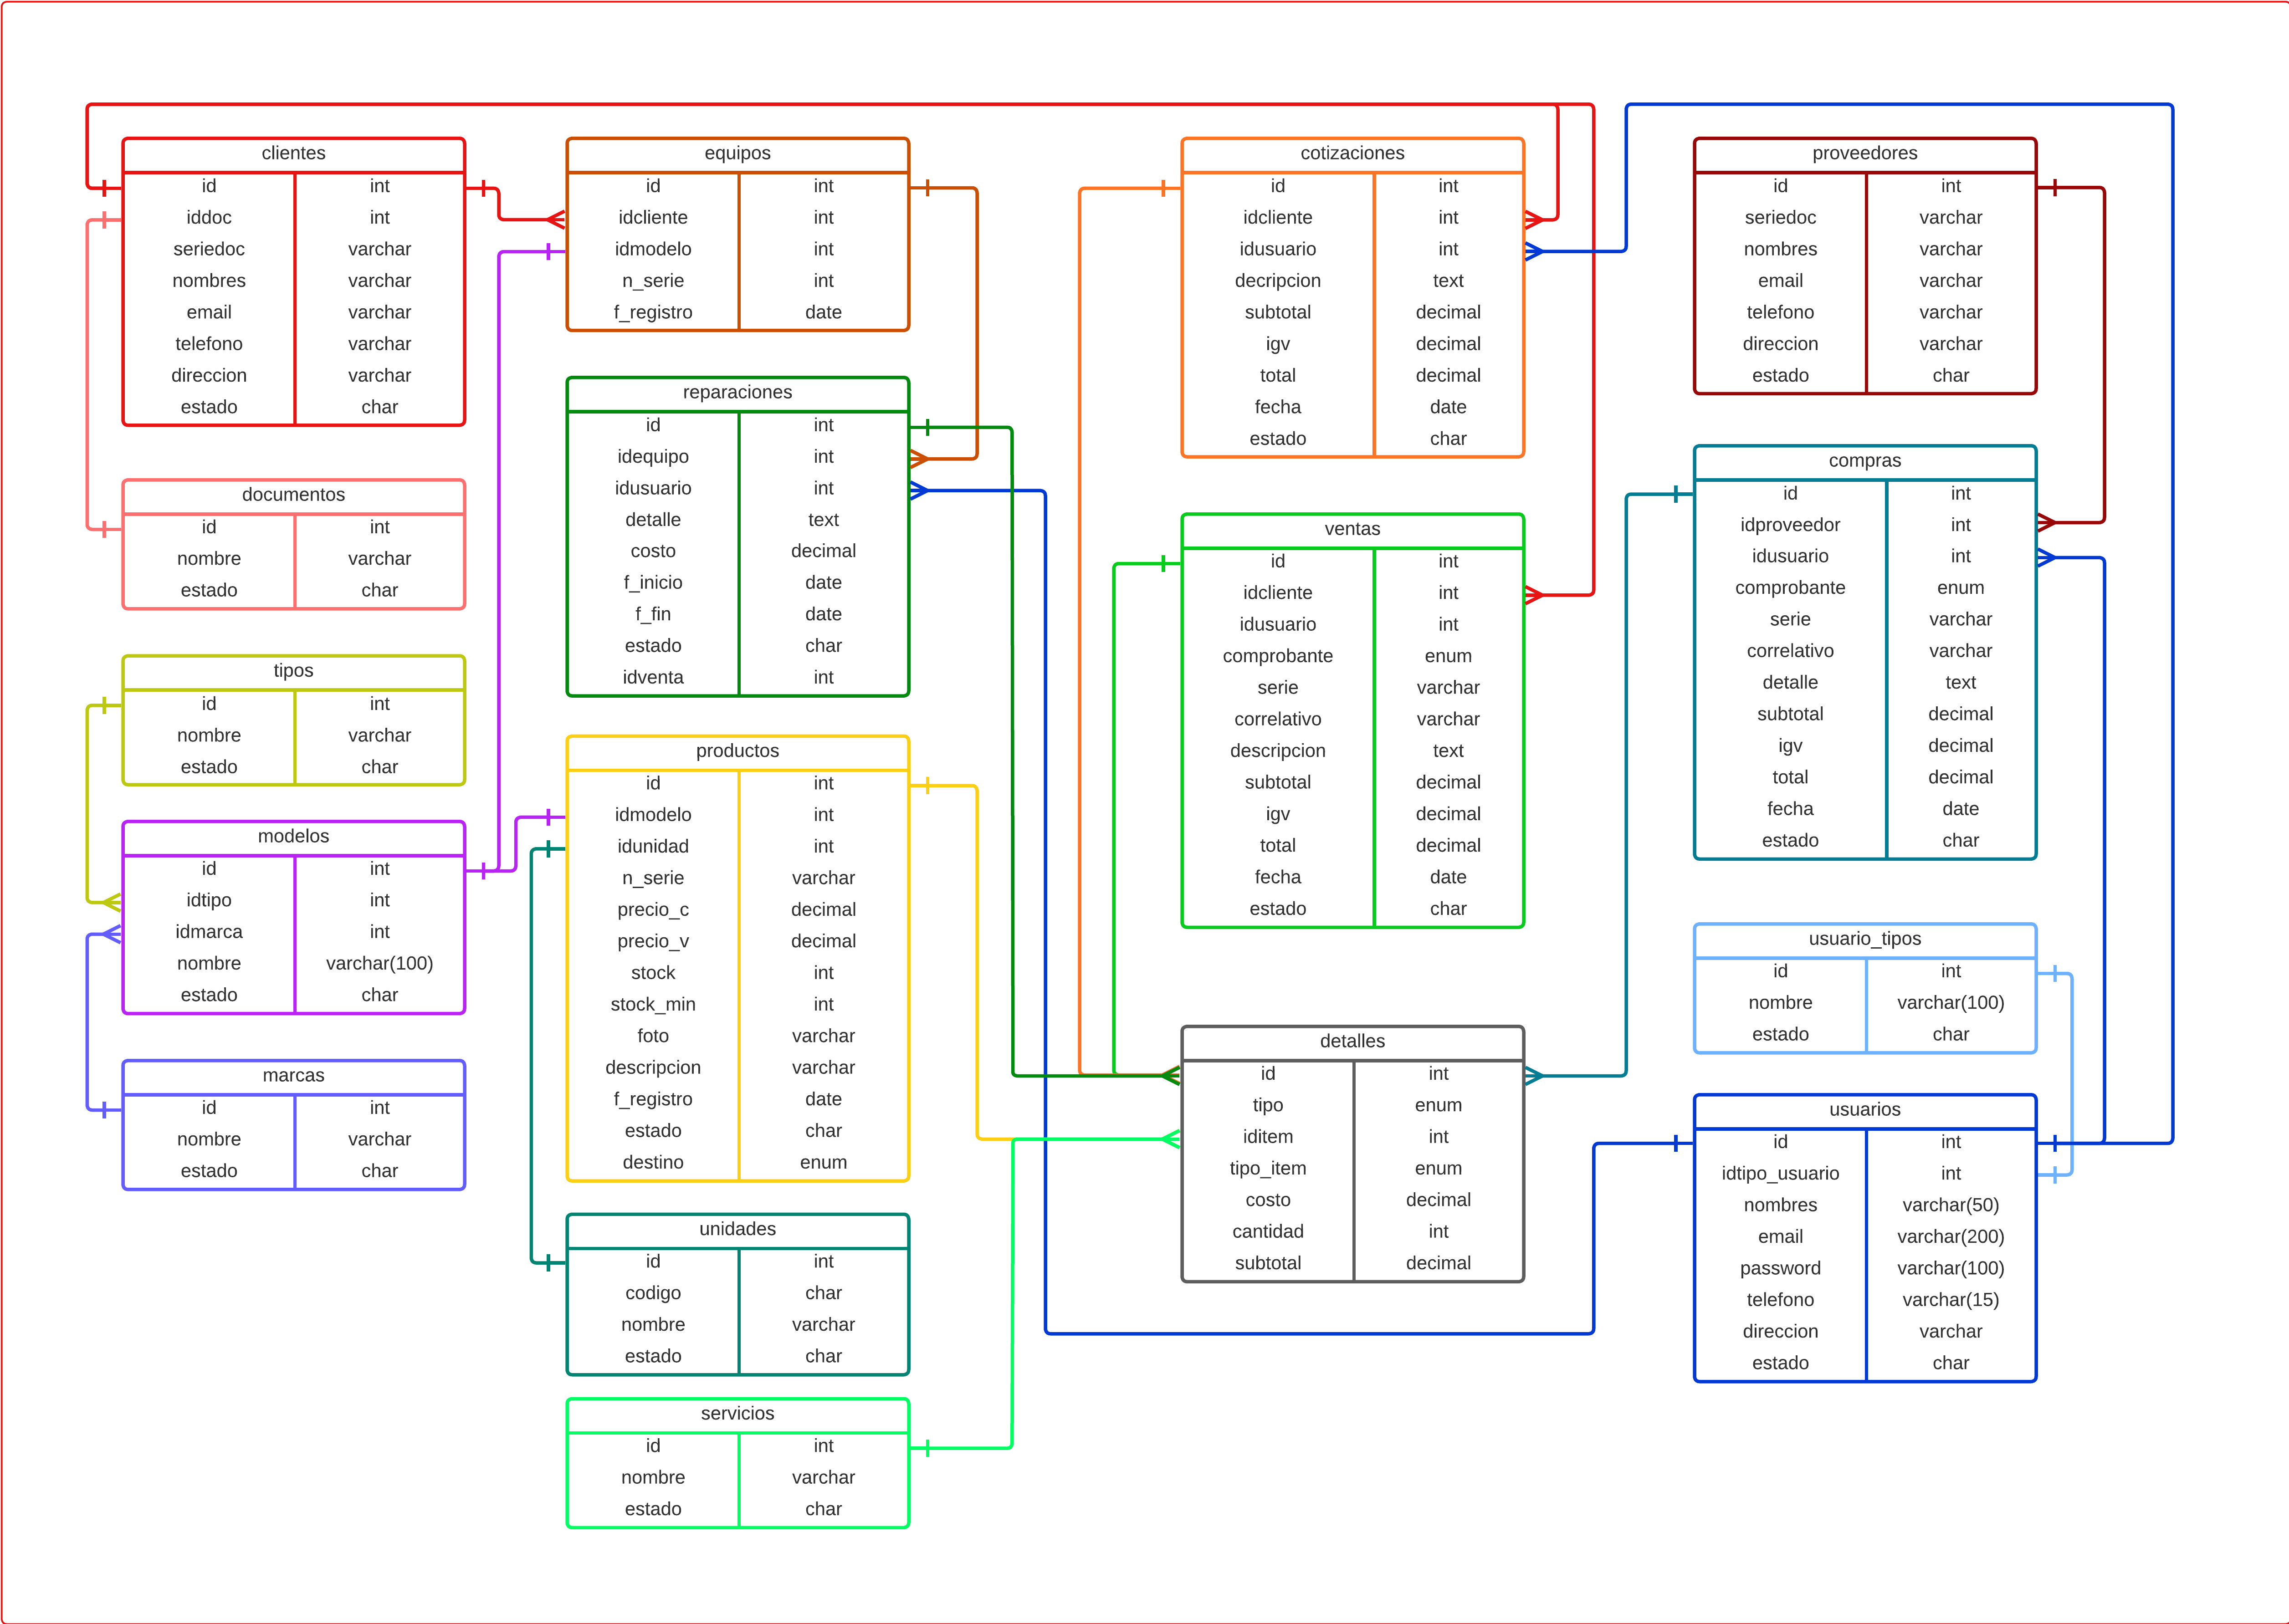 clientes
id int
iddoc int
seriedoc varchar
nombres varchar
email varchar
telefono varchar
direccion varchar
estado char
documentos
id int
nombre varchar
estado char
tipos
id int
nombre varchar
estado char
modelos
id int
idtipo int
idmarca int
nombre varchar(100)
estado char
marcas
id int
nombre varchar
estado char
equipos
id int
idcliente int
idmodelo int
n_serie int
f_registro date
reparaciones
id int
idequipo int
idusuario int
detalle text
costo decimal
f_inicio date
f_fin date
estado char
idventa int
productos
id int
idmodelo int
idunidad int
n_serie varchar
precio_c decimal
precio_v decimal
stock int
stock_min int
foto varchar
descripcion varchar
f_registro date
estado char
destino enum
unidades
id int
codigo char
nombre varchar
estado char
servicios
id int
nombre varchar
estado char
cotizaciones
id int
idcliente int
idusuario int
decripcion text
subtotal decimal
igv decimal
total decimal
fecha date
estado char
ventas
id int
idcliente int
idusuario int
comprobante enum
serie varchar
correlativo varchar
descripcion text
subtotal decimal
igv decimal
total decimal
fecha date
estado char
detalles
id int
tipo enum
iditem int
tipo_item enum
costo decimal
cantidad int
subtotal decimal
proveedores
id int
seriedoc varchar
nombres varchar
email varchar
telefono varchar
direccion varchar
estado char
compras
id int
idproveedor int
idusuario int
comprobante enum
serie varchar
correlativo varchar
detalle text
subtotal decimal
igv decimal
total decimal
fecha date
estado char
usuario_tipos
id int
nombre varchar(100)
estado char
usuarios
id int
idtipo_usuario int
nombres varchar(50)
email varchar(200)
password varchar(100)
telefono varchar(15)
direccion varchar
estado char